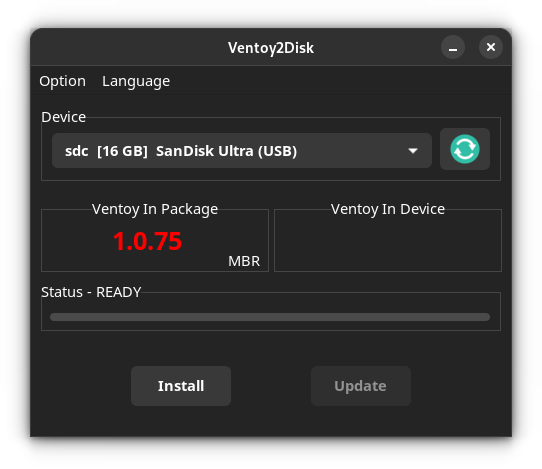 Ventoy2Disk
Option Language
Device
sdc [16 GB] SanDisk Ultra (USB)
Ventoy In Package Ventoy In Device
1.0.75
MBR
Status - READY
Install Update